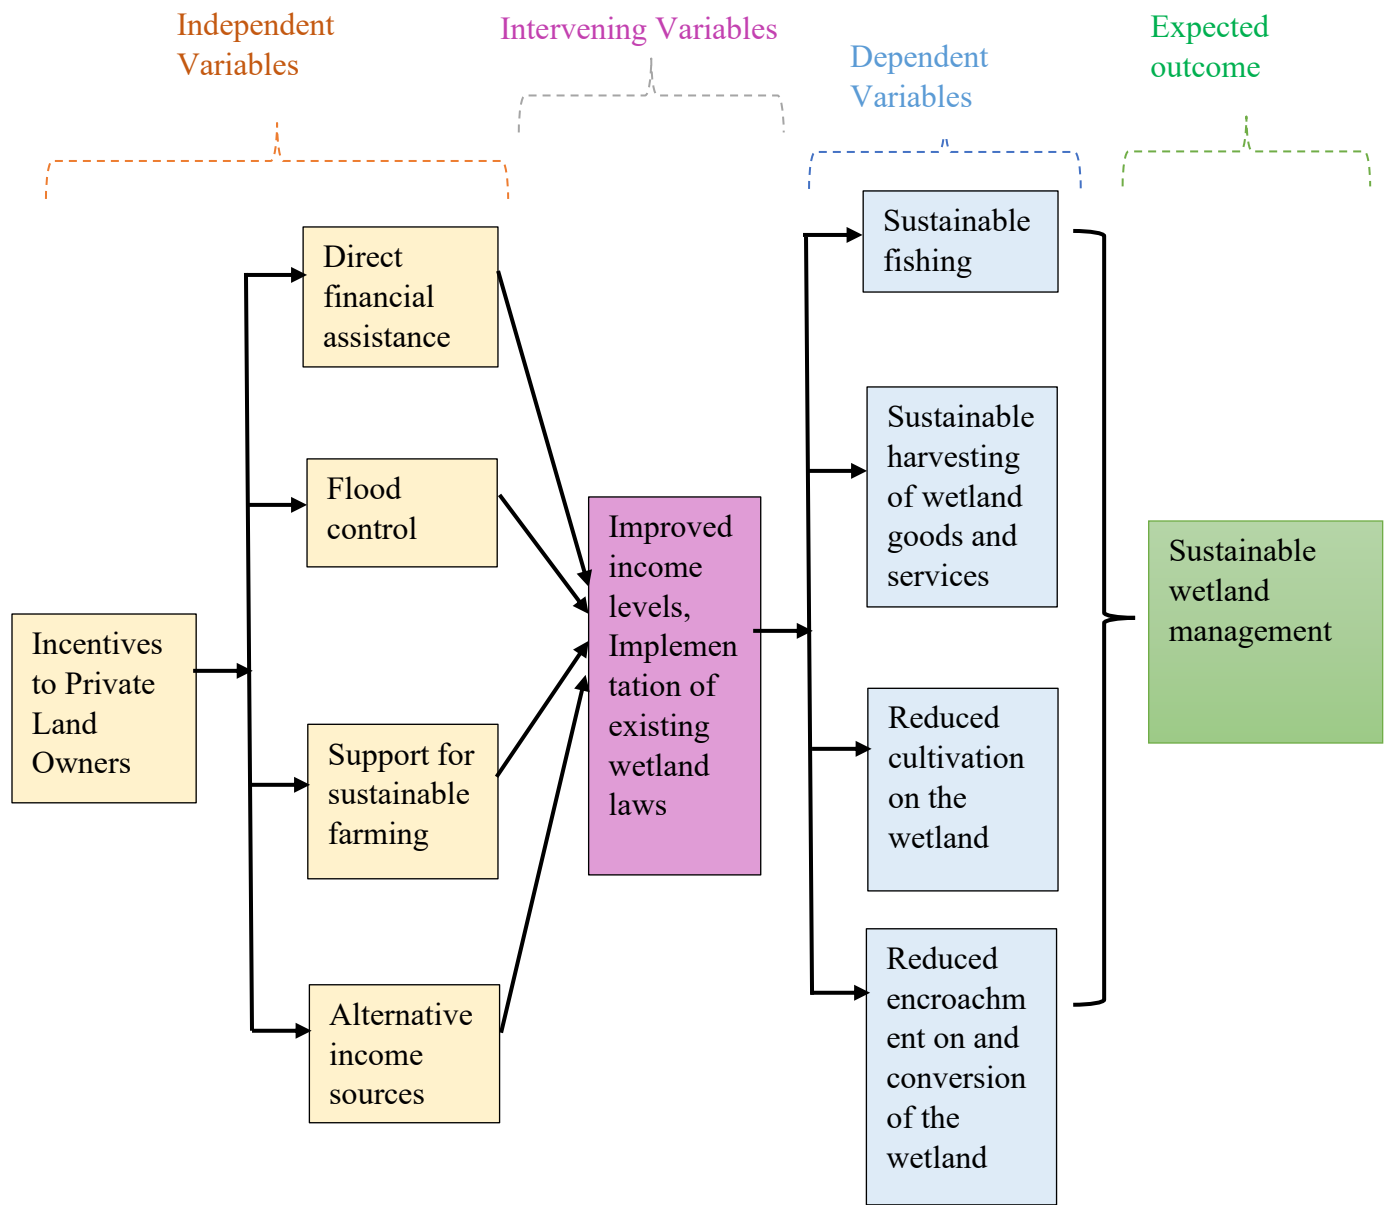 Independent
Variables
Intervening Variables
Dependent
Variables
Expected
outcome
Incentives
to Private
Land
Owners
Direct
financial
assistance
Flood
control
Support for
sustainable
farming
Alternative
income
sources
Improved
income
levels,
Implemen
tation of
existing
wetland
laws
Sustainable
fishing
Sustainable
harvesting
of wetland
goods and
services
Reduced
cultivation
on the
wetland
Reduced
encroachm
ent on and
conversion
of the
wetland
Sustainable
wetland
management